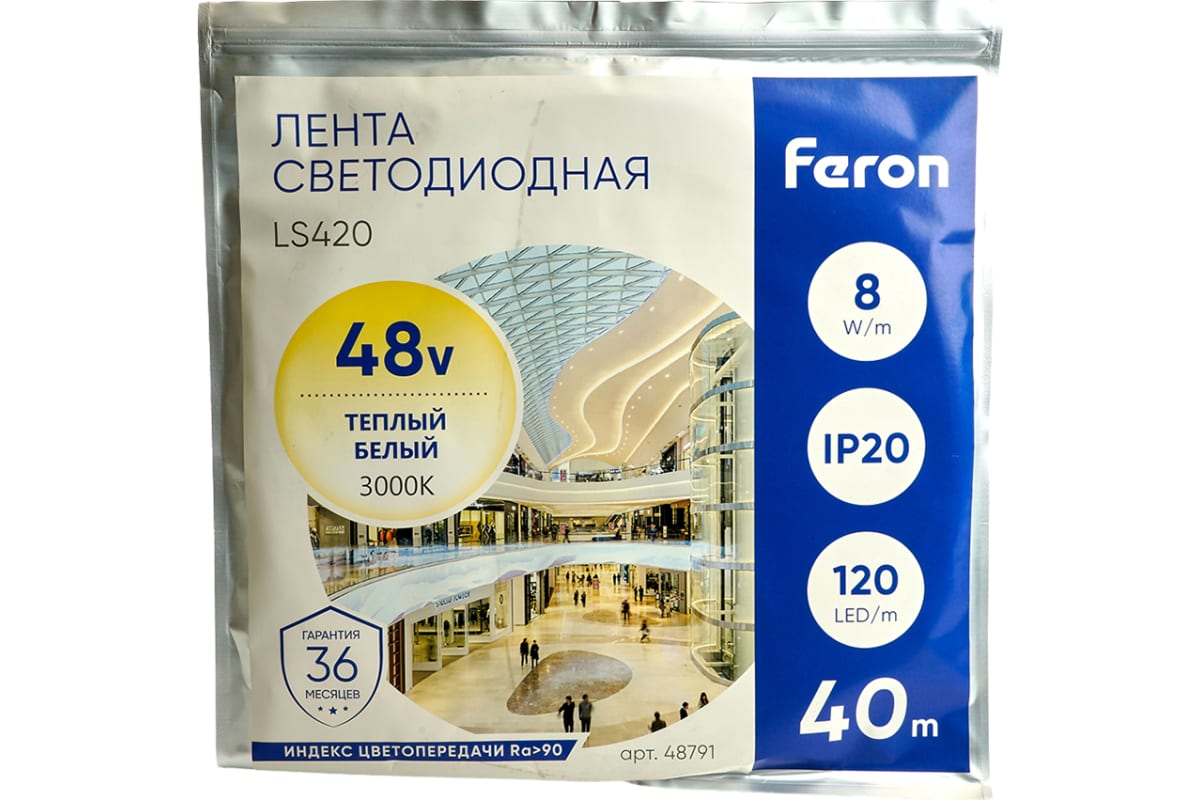 ЛЕНТА
СВЕТОДИОДНАЯ
LS420
48v
ТЕПЛЫЙ
БЕЛЫЙ
3000K
ГАРАНТИЯ
36
МЕСЯЦЕВ
ИНДЕКС ЦВЕТОПЕРЕДАЧИ Ra>90
арт. 48791
Feron
8
W/m
IP20
120
LED/m
40m